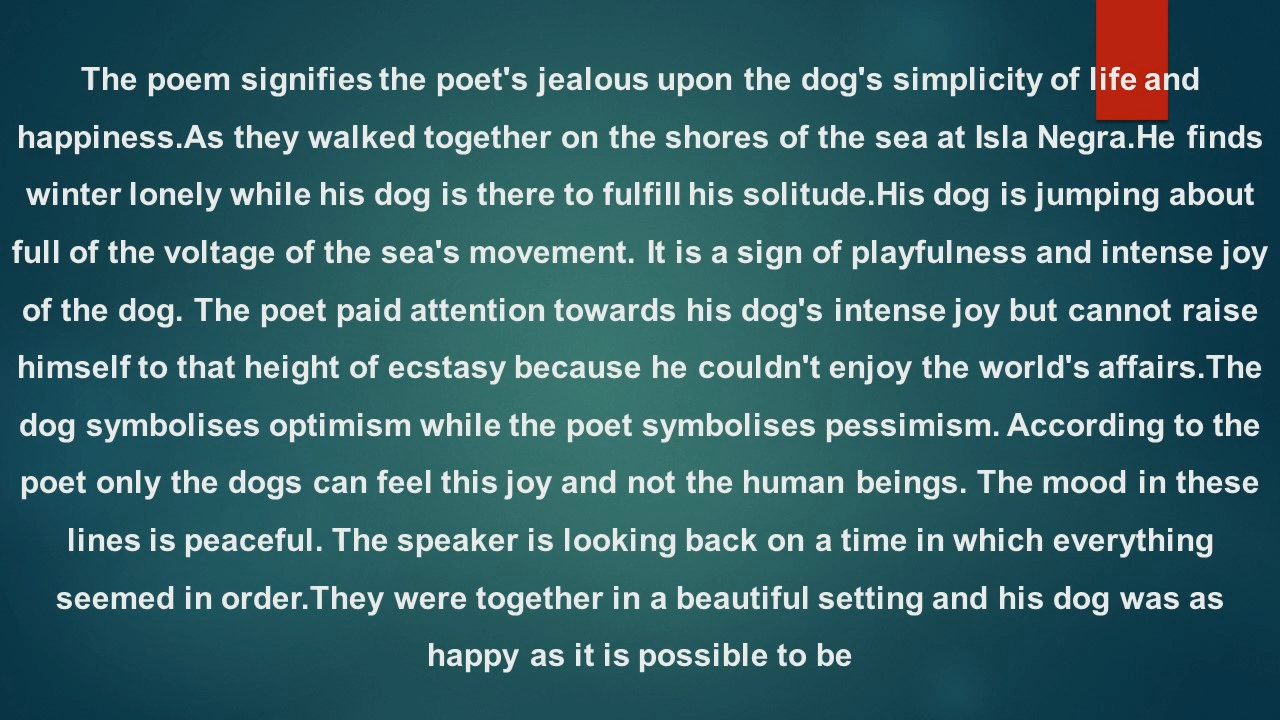 The poem signifies the poet's jealous upon the dog's simplicity of life and
happiness.As they walked together on the shores of the sea at Isla Negra.He finds
winter lonely while his dog is there to fulfill his solitude.His dog is jumping about
full of the voltage of the sea's movement. It is a sign of playfulness and intense joy
of the dog. The poet paid attention towards his dog's intense joy but cannot raise
himself to that height of ecstasy because he couldn't enjoy the world's affairs.The
dog symbolises optimism while the poet symbolises pessimism. According to the
poet only the dogs can feel this joy and not the human beings. The mood in these
lines is peaceful. The speaker is looking back on a time in which everything
seemed in order.They were together in a beautiful setting and his dog was as
happy as it is possible to be